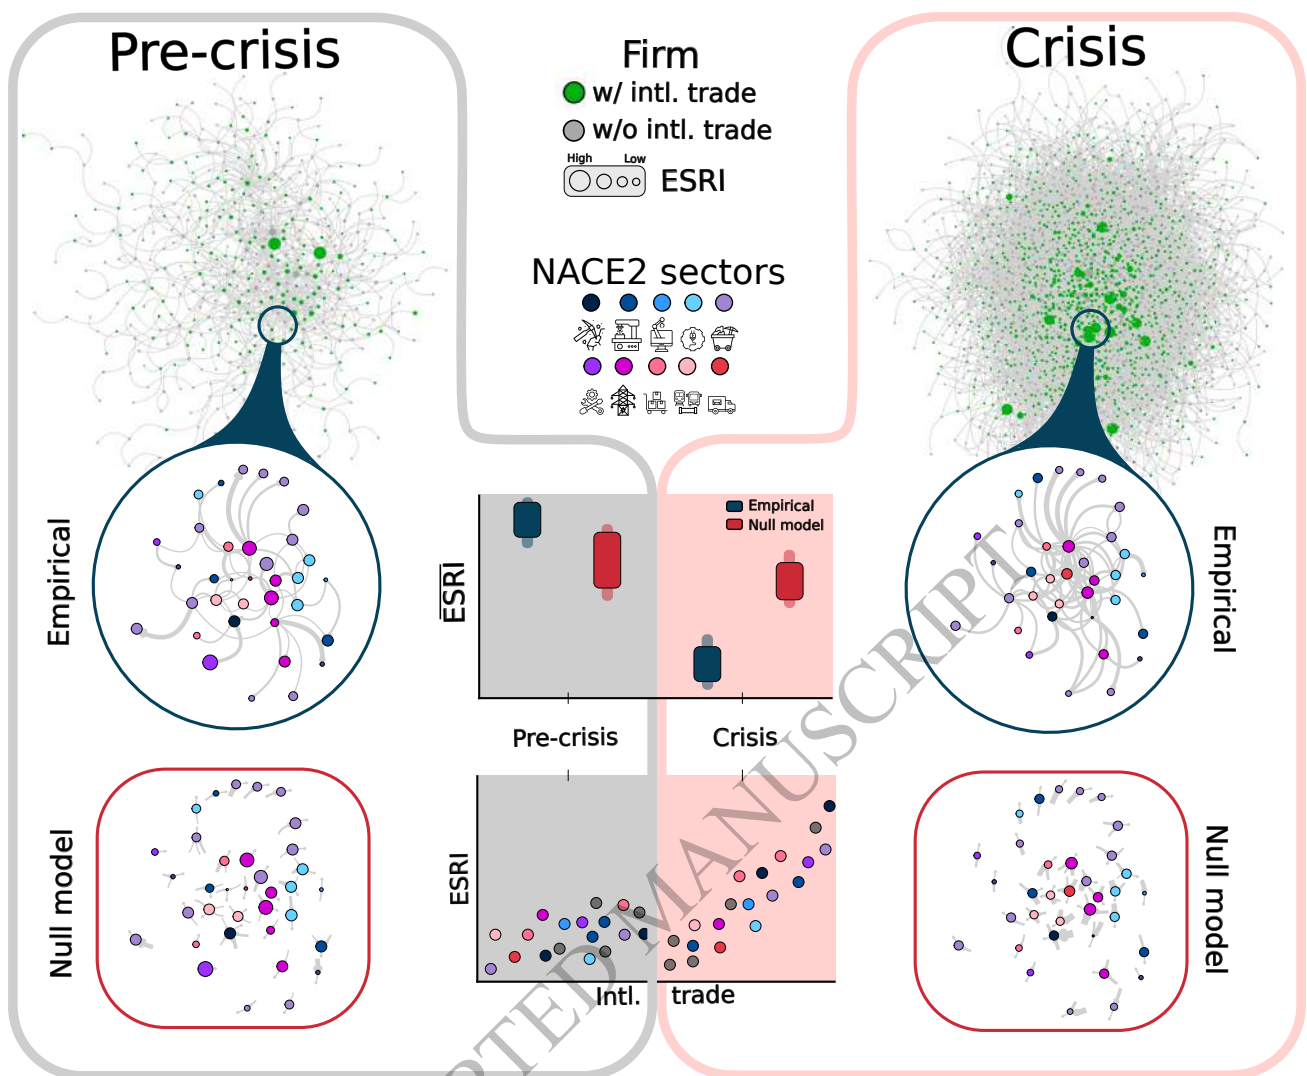 Pre-crisis
Firm
w/ intl. trade
w/o intl. trade
High Low
ESRI
Crisis
NACE2 sectors
Empirical
ESRI
Empirical
Null model
Empirical
Pre-crisis
Crisis
Null model
ESRI
Intl. trade
Null model
RTED MANUSCRIPT